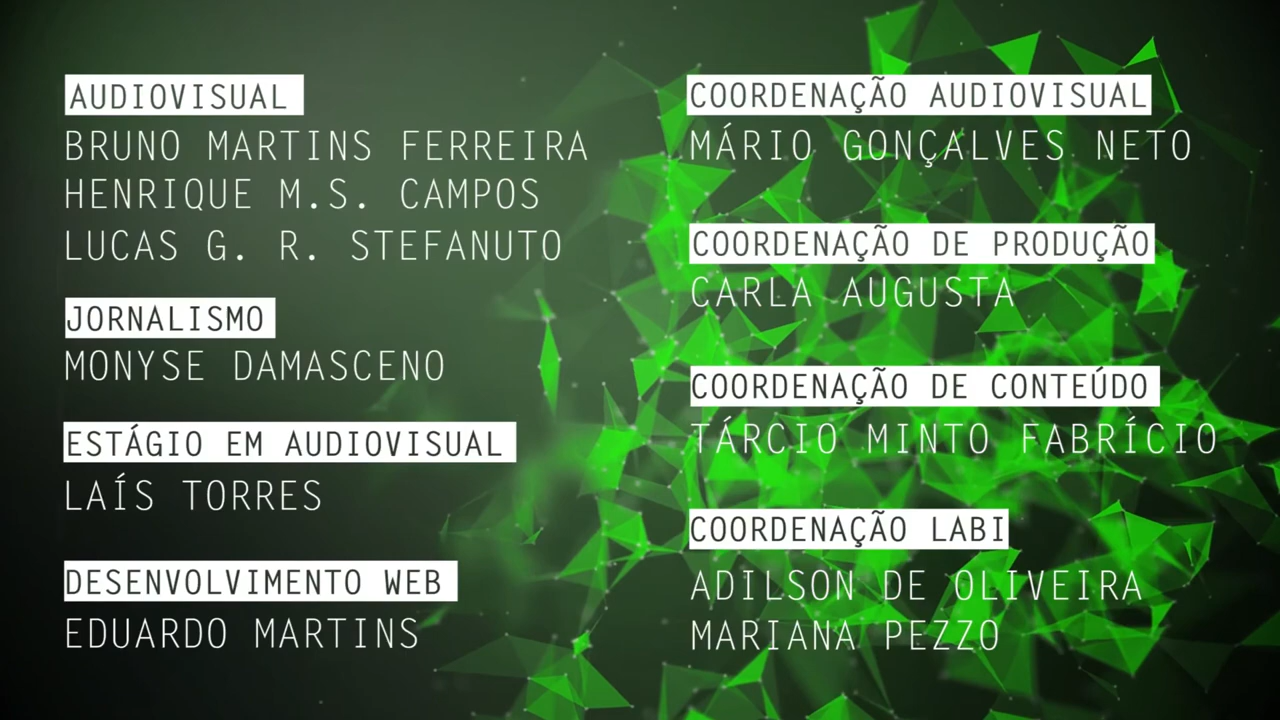 AUDIOVISUAL
BRUNO MARTINS FERREIRA
HENRIQUE M.S. CAMPOS
LUCAS G. R. STEFANUTO
JORNALISMO
MONYSE DAMASCENO
ESTÁGIO EM AUDIOVISUAL
LAÍS TORRES
DESENVOLVIMENTO WEB
EDUARDO MARTINS
COORDENAÇÃO AUDIOVISUAL
MÁRIO GONÇALVES NETO
COORDENAÇÃO DE PRODUÇÃO
CARLA AUGUSTA
COORDENAÇÃO DE CONTEÚDO
TÁRCIO MINTO FABRÍCIO
COORDENAÇÃO LABI
ADILSON DE OLIVEIRA
MARIANA PEZZO